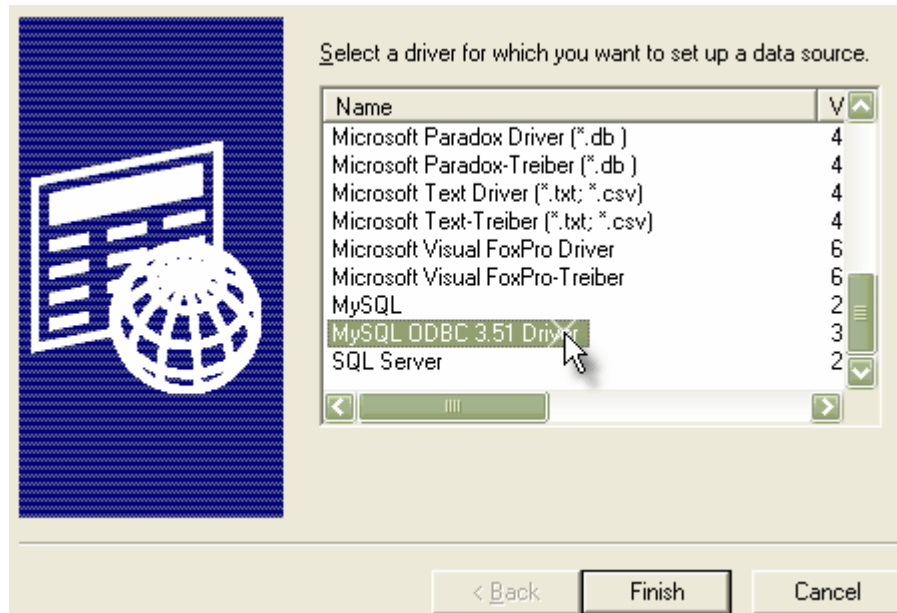 Select a driver for which you want to set up a data source.
Name V
Microsoft Paradox Driver (*.db ) 4
Microsoft Paradox-Treiber (*.db ) 4
Microsoft Text Driver (*.txt; *.csv) 4
Microsoft Text-Treiber (*.txt; *.csv) 4
Microsoft Visual FoxPro Driver 6
Microsoft Visual FoxPro-Treiber 6
MySQL 2
MySQL ODBC 3.51 Driver 3
SQL Server 2
< Back Finish Cancel